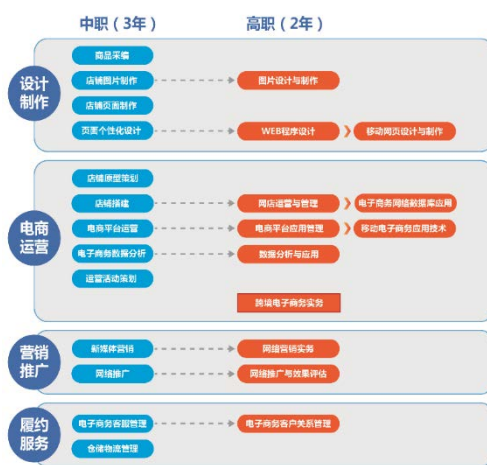 中职（3年） 高职（2年）
设计
制作
商品采编
店铺图片制作 图片设计与制作
店铺页面制作
页面个性化设计 WEB程序设计 移动网页设计与制作
电商
运营
店铺原型策划
店铺搭建 网店运营与管理 电子商务网络数据库应用
电商平台运营 电商平台应用管理 移动电子商务应用技术
电子商务数据分析 数据分析与应用
运营活动策划
跨境电子商务实务
营销
推广
新媒体营销 网络营销实务
网络推广 网络推广与效果评估
履约
服务
电子商务客服管理 电子商务客户关系管理
仓储物流管理